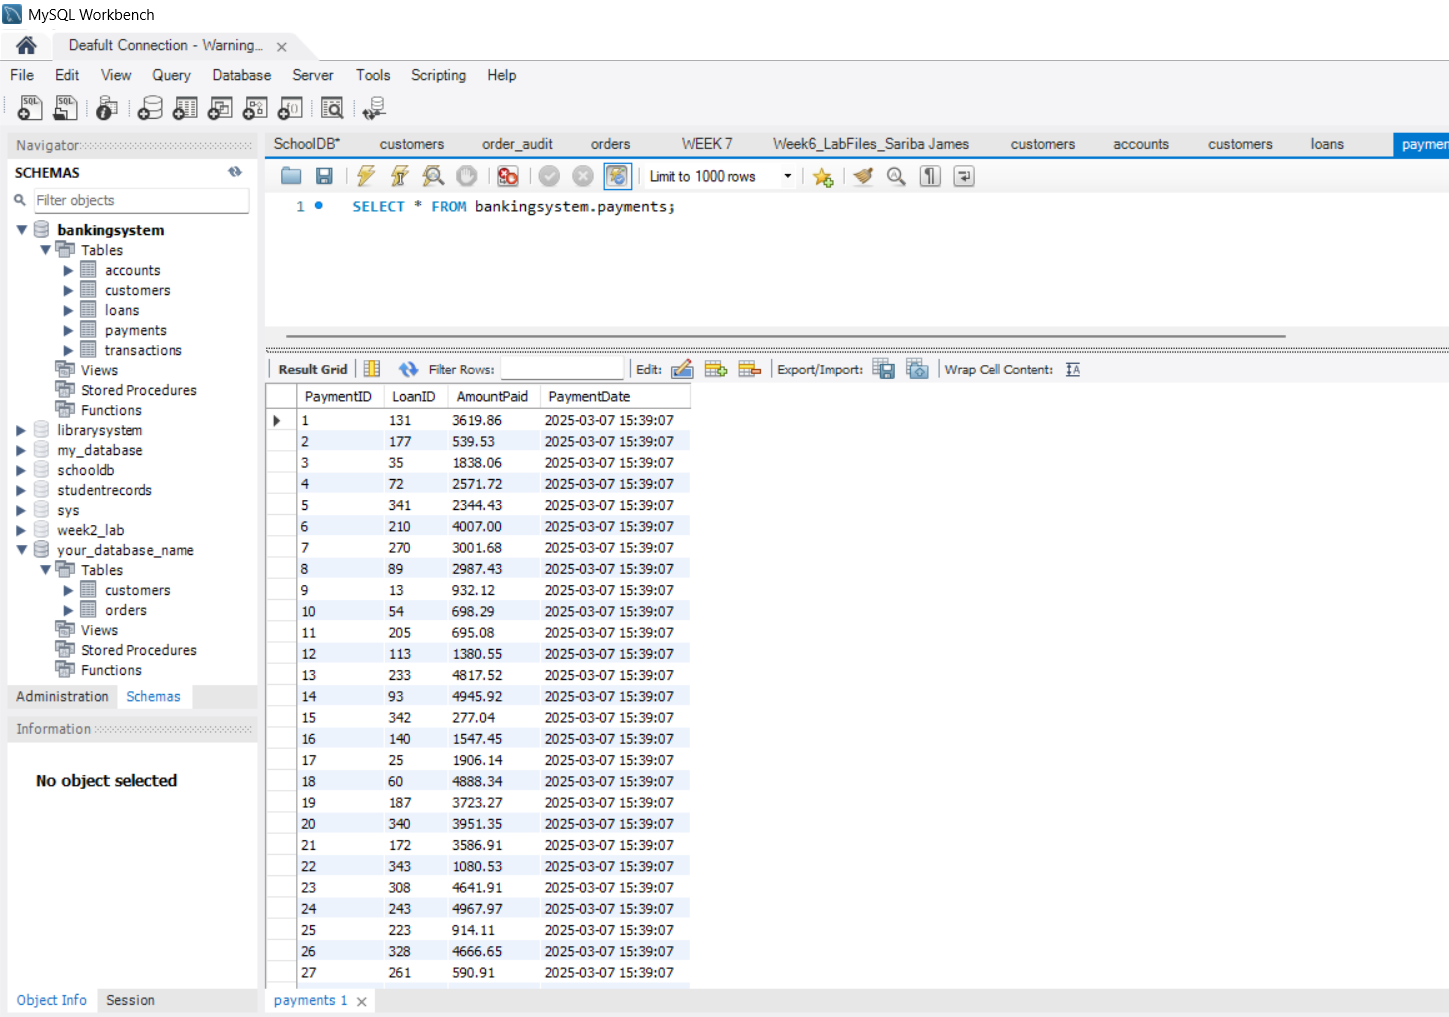 MySQL Workbench
Deafult Connection - Warning...
File Edit View Query Database Server Tools Scripting Help
Navigator
SCHEMAS
Filter objects
bankingsystem
Tables
accounts
customers
loans
payments
transactions
Views
Stored Procedures
Functions
librarysystem
my_database
schooldb
studentrecords
sys
week2_lab
your_database_name
Tables
customers
orders
Views
Stored Procedures
Functions
Administration Schemas
Information
No object selected
Object Info Session
SchoolDB* customers order_audit orders WEEK 7 Week6_LabFiles_Sariba James customers accounts customers loans paymen
Limit to 1000 rows
1 SELECT * FROM bankingsystem.payments;
Result Grid Filter Rows: Edit: Export/Import: Wrap Cell Content:
PaymentID LoanID AmountPaid PaymentDate
1 131 3619.86 2025-03-07 15:39:07
2 177 539.53 2025-03-07 15:39:07
3 35 1838.06 2025-03-07 15:39:07
4 72 2571.72 2025-03-07 15:39:07
5 341 2344.43 2025-03-07 15:39:07
6 210 4007.00 2025-03-07 15:39:07
7 270 3001.68 2025-03-07 15:39:07
8 89 2987.43 2025-03-07 15:39:07
9 13 932.12 2025-03-07 15:39:07
10 54 698.29 2025-03-07 15:39:07
11 205 695.08 2025-03-07 15:39:07
12 113 1380.55 2025-03-07 15:39:07
13 233 4817.52 2025-03-07 15:39:07
14 93 4945.92 2025-03-07 15:39:07
15 342 277.04 2025-03-07 15:39:07
16 140 1547.45 2025-03-07 15:39:07
17 25 1906.14 2025-03-07 15:39:07
18 60 4888.34 2025-03-07 15:39:07
19 187 3723.27 2025-03-07 15:39:07
20 340 3951.35 2025-03-07 15:39:07
21 172 3586.91 2025-03-07 15:39:07
22 343 1080.53 2025-03-07 15:39:07
23 308 4641.91 2025-03-07 15:39:07
24 243 4967.97 2025-03-07 15:39:07
25 223 914.11 2025-03-07 15:39:07
26 328 4666.65 2025-03-07 15:39:07
27 261 590.91 2025-03-07 15:39:07
payments 1